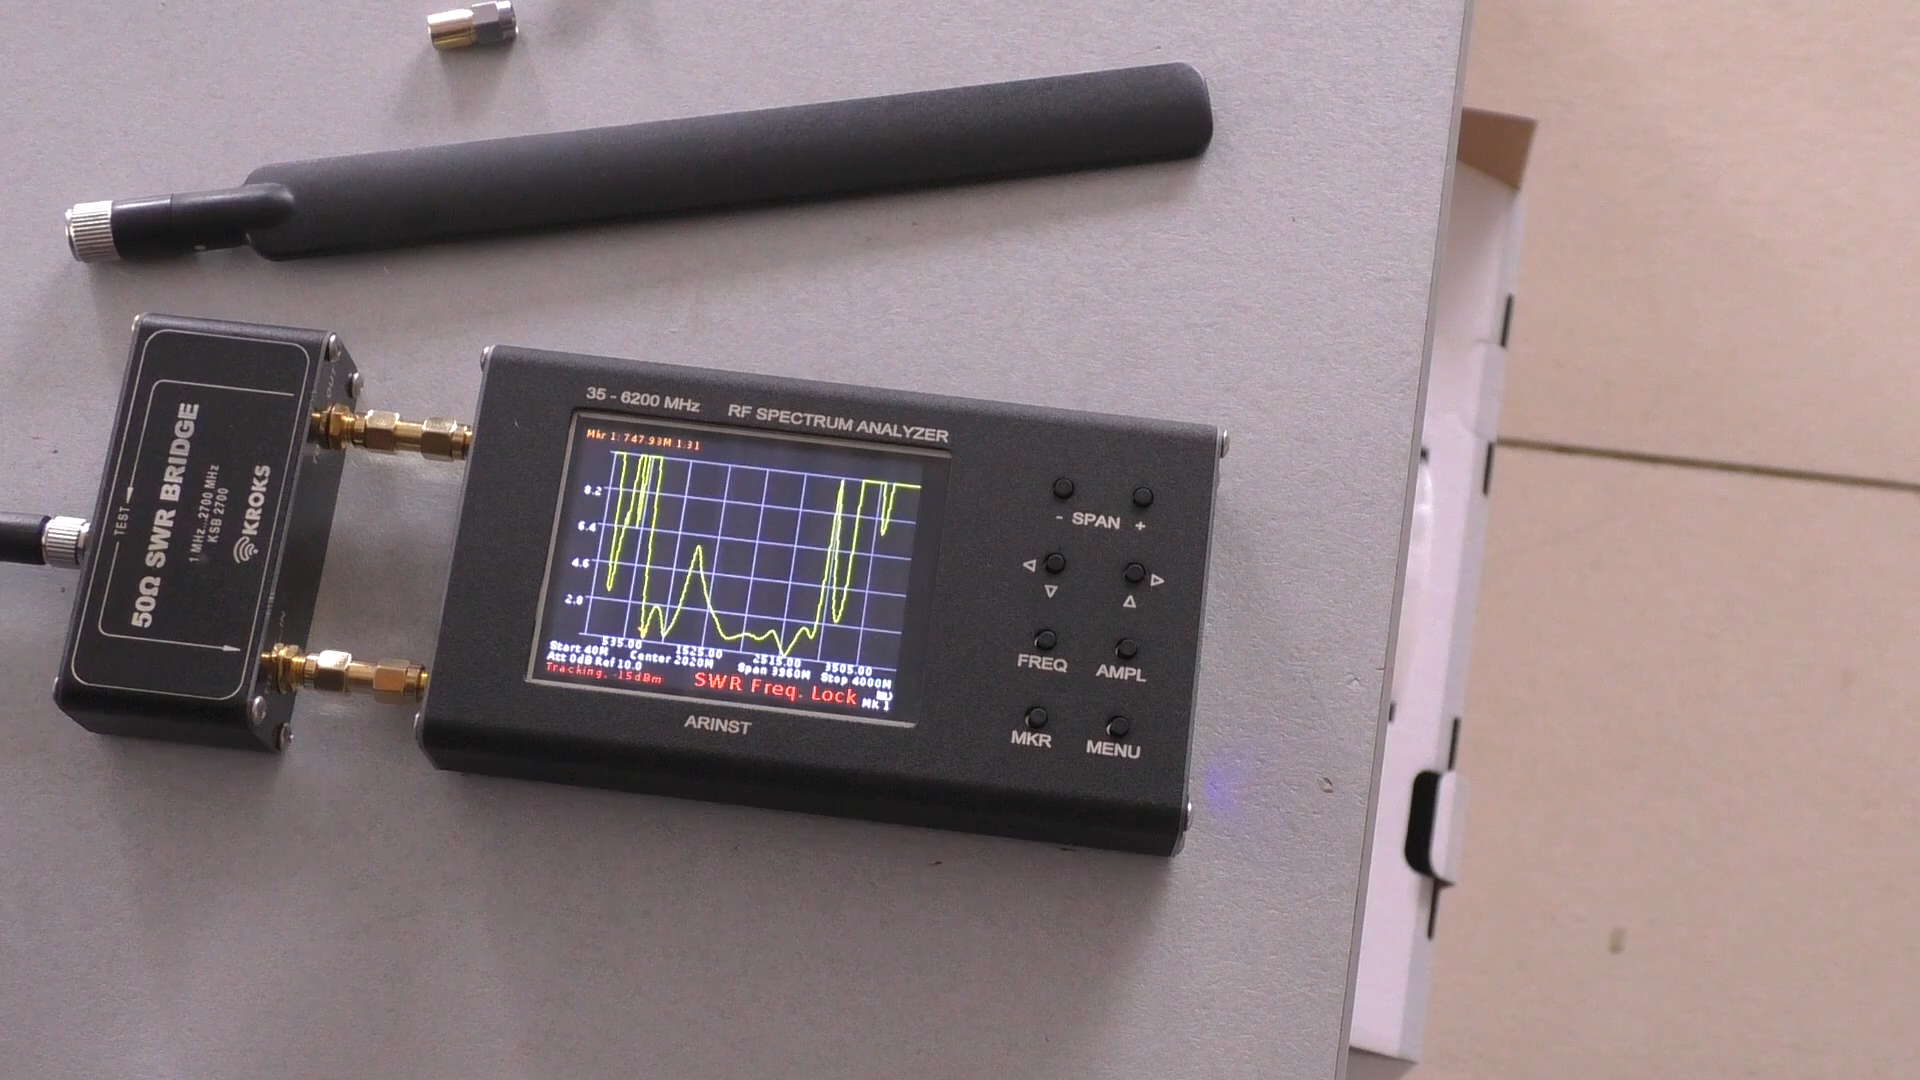 TEST
50Ω SWR BRIDGE
1 MHz...2700 MHz
KSB 2700
KROKS
OUT
IN
35 - 6200 MHz RF SPECTRUM ANALYZER
Mkr 1: 747.93M 1.31
8.2
6.4
4.6
2.8
535.00 1525.00 2515.00 3505.00
Start 40M Center 2020M Span 3960M Stop 4000M
Att 0dB Ref 10.0
Tracking. -15dBm SWR Freq. Lock MK 1
ARINST
- SPAN +
FREQ AMPL
MKR MENU